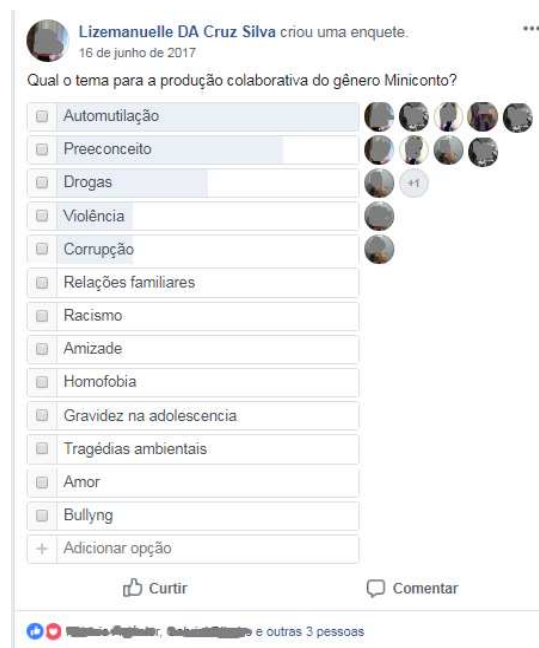 Lizemanuelle DA Cruz Silva criou uma enquete.
16 de junho de 2017
Qual o tema para a produção colaborativa do gênero Miniconto?
Automutilação
Preeconceito
Drogas
+1
Violência
Corrupção
Relações familiares
Racismo
Amizade
Homofobia
Gravidez na adolescencia
Tragédias ambientais
Amor
Bullyng
+ Adicionar opção
Curtir Comentar
e outras 3 pessoas